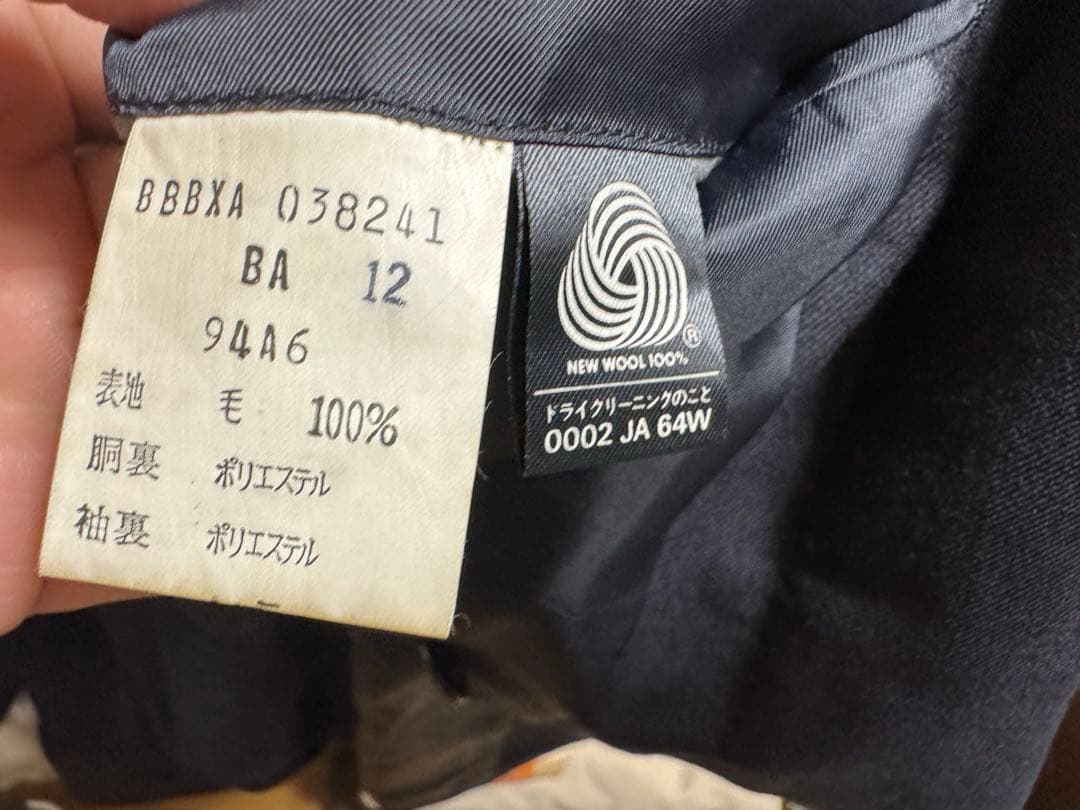 BBBXA 038241
BA 12
94A6
表地 毛 100%
胴裏 ポリエステル
袖裏 ポリエステル
NEW WOOL 100%
ドライクリーニングのこと
0002 JA 64W